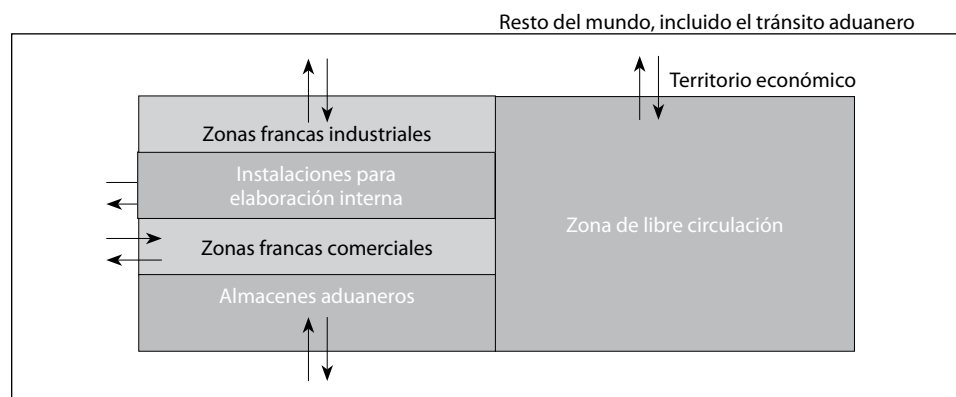 Resto del mundo, incluido el tránsito aduanero
Territorio económico
Zonas francas industriales
Instalaciones para
elaboración interna
Zonas francas comerciales
Almacenes aduaneros
Zona de libre circulación